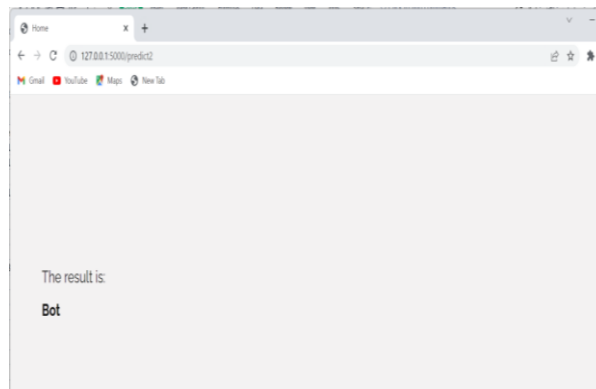 Home
127.0.0.1:5000/predict2
Gmail YouTube Maps New Tab
The result is:
Bot